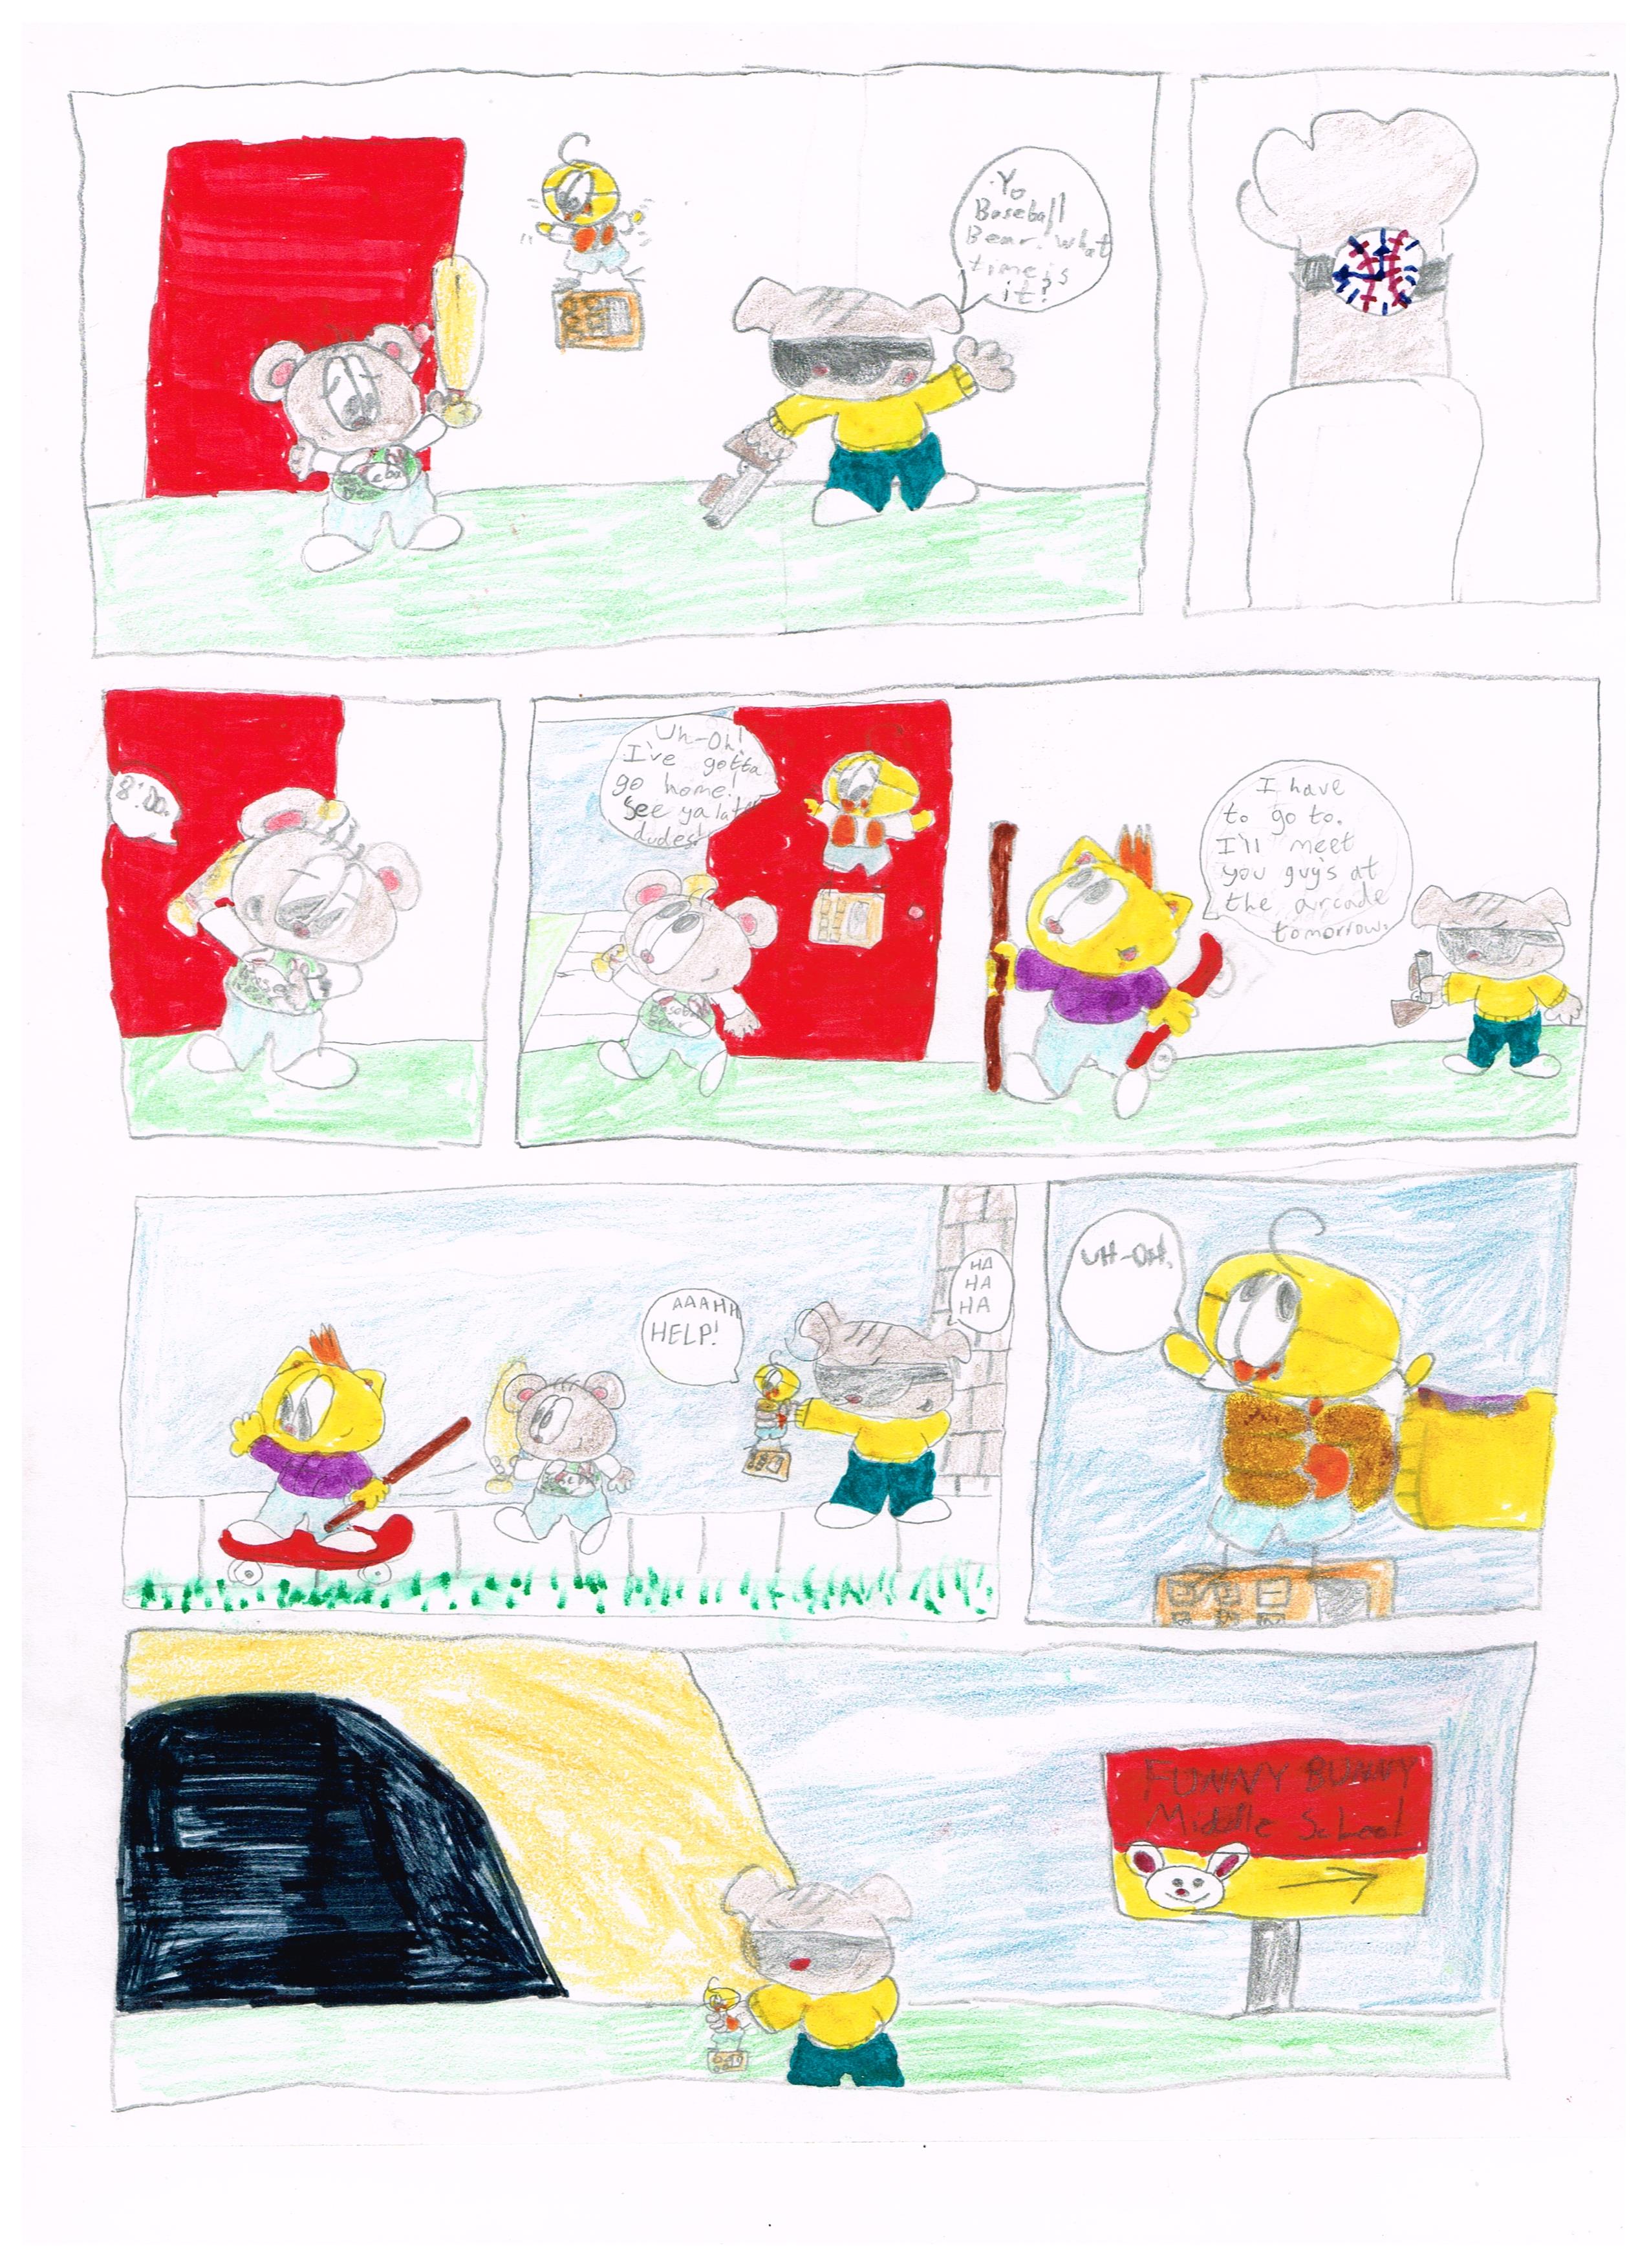 Yo
Baseball
Bear. what
time is
it?
8:00.
Uh-Oh!
I've gotta
go home!
See ya later
dudes!
I have
to go to.
I'll meet
you guy's at
the arcade
tomorrow.
AAAHH
HELP!
HA
HA
HA
UH-OH.
FUNNY BUNNY
Middle School